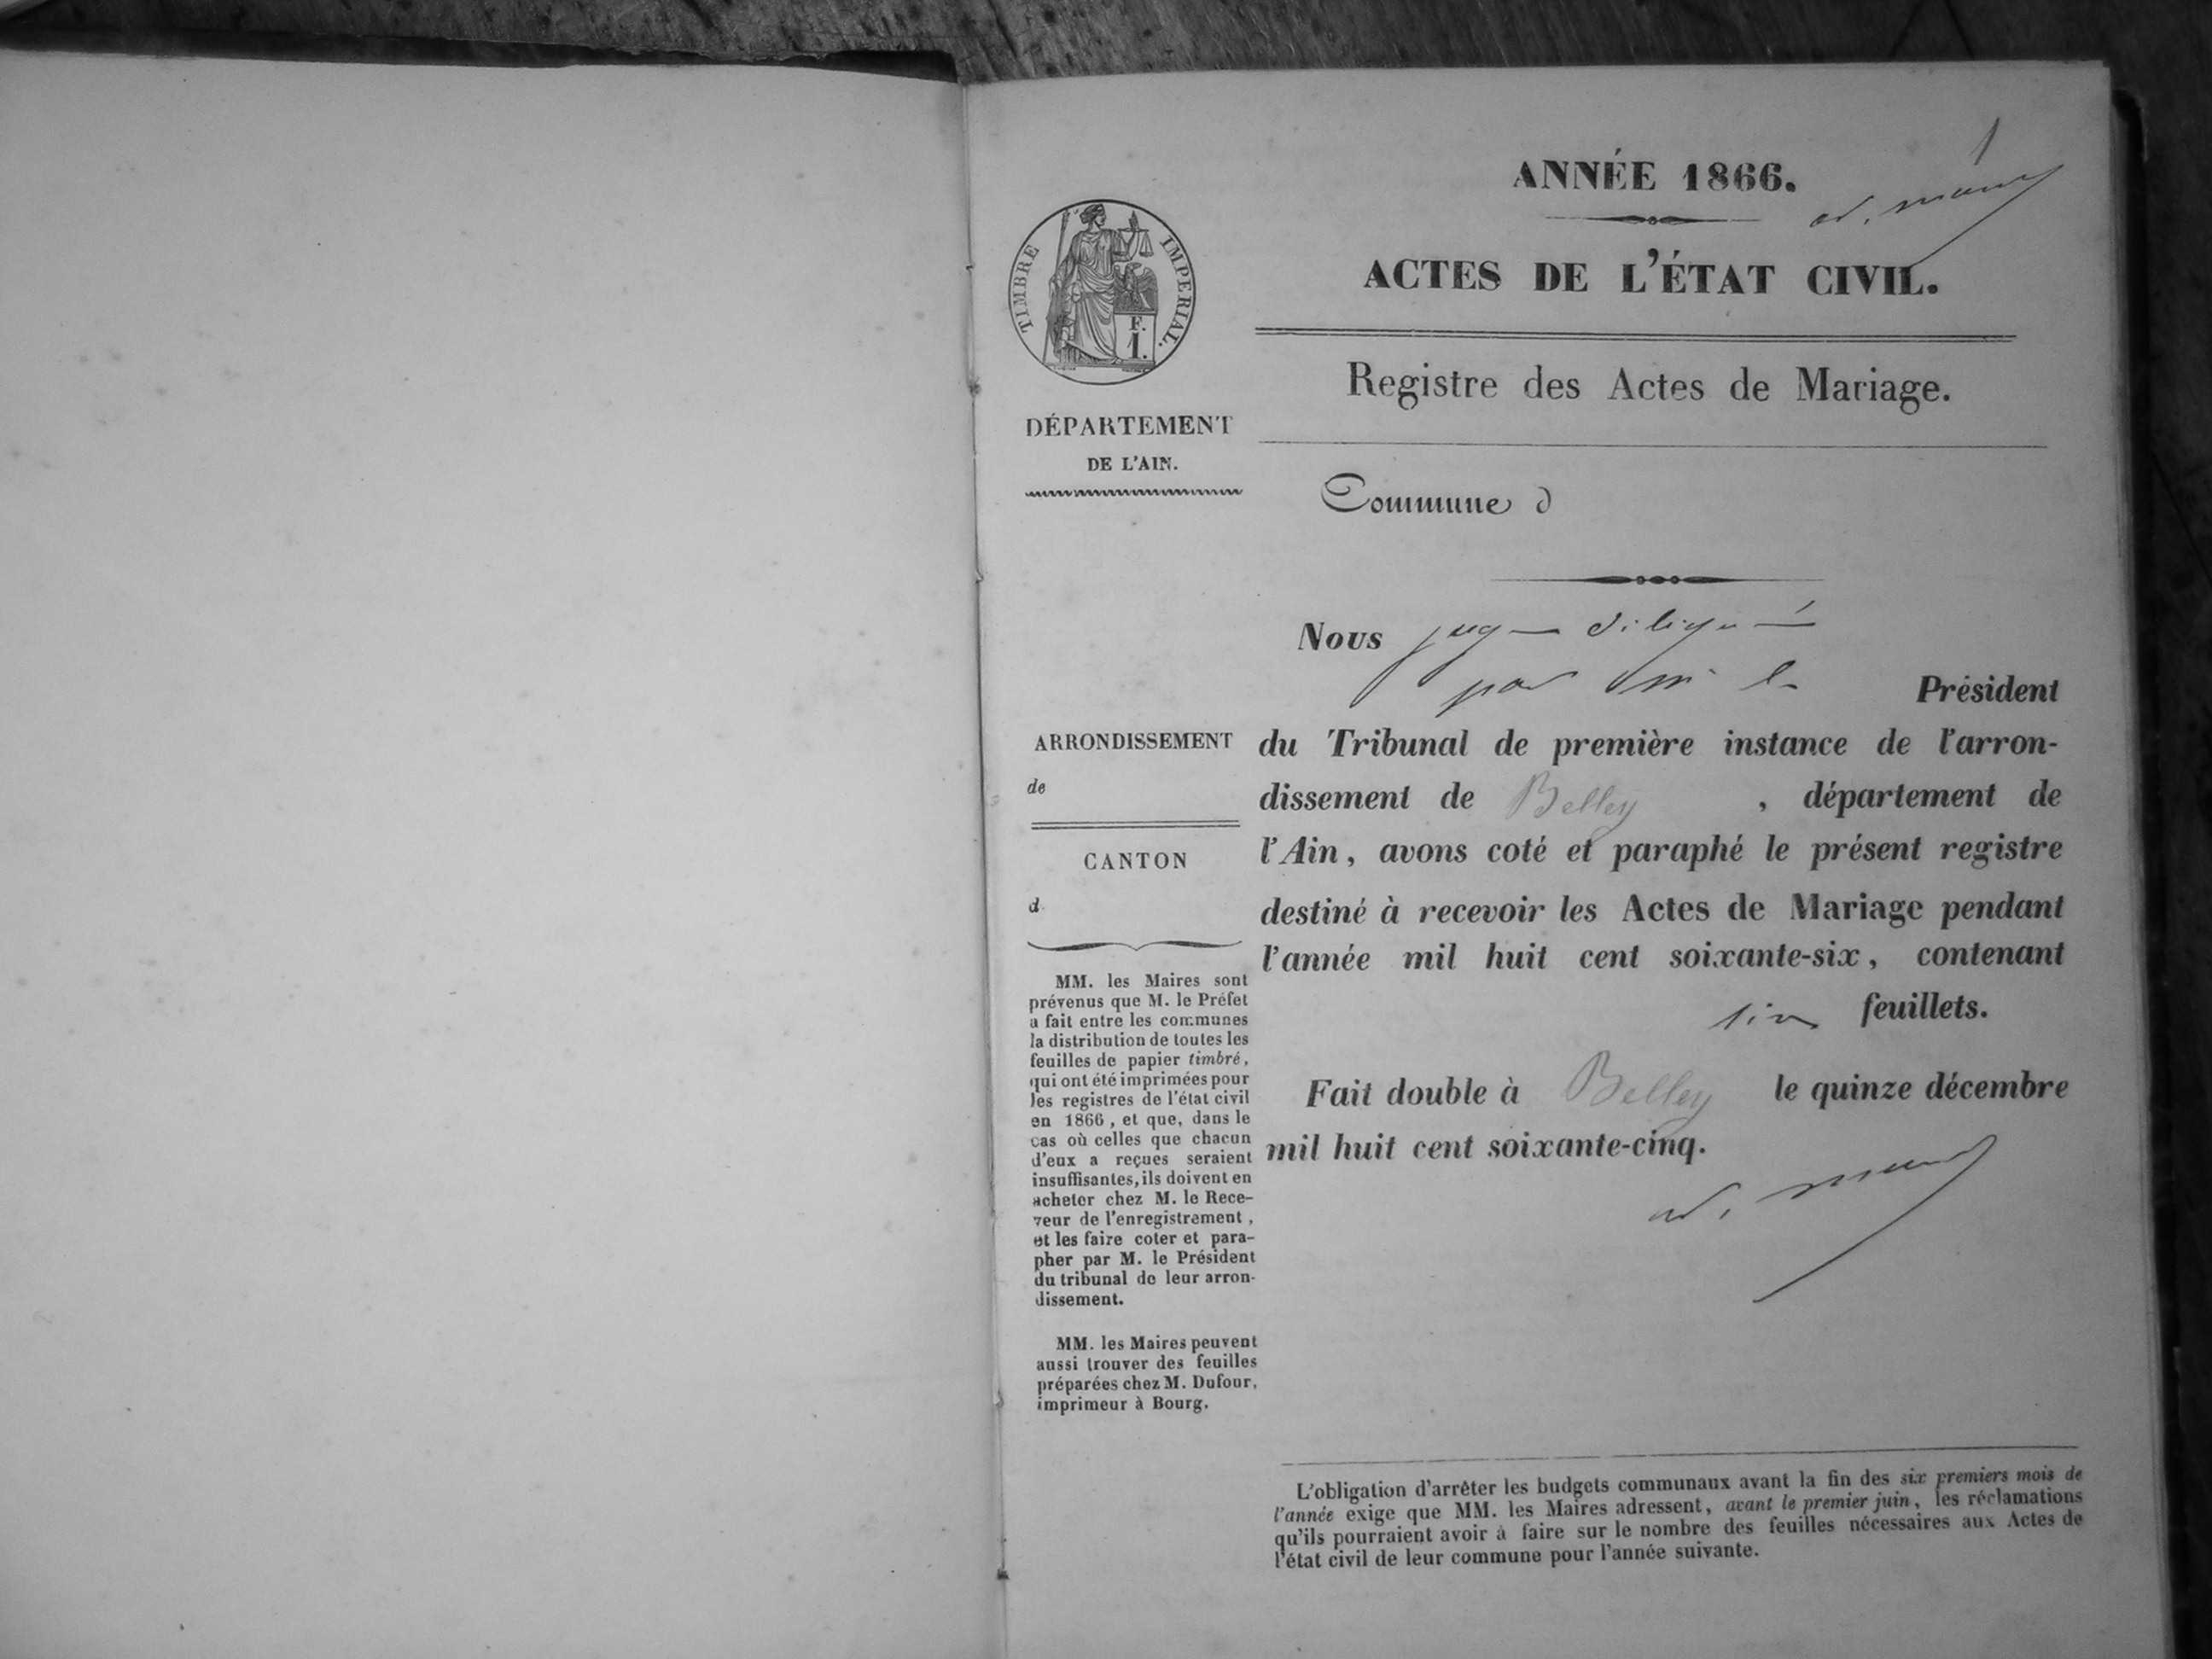 1
ANNÉE 1866.
ACTES DE L'ÉTAT CIVIL.
Registre des Actes de Mariage.
TIMBRE IMPERIAL.
F.
1.
DÉPARTEMENT
DE L'AIN.
Commune d
ARRONDISSEMENT
de
CANTON
d
MM. les Maires sont
prévenus que M. le Préfet
a fait entre les communes
la distribution de toutes les
feuilles de papier timbré,
qui ont été imprimées pour
les registres de l'état civil
en 1866, et que, dans le
cas où celles que chacun
d'eux a reçues seraient
insuffisantes, ils doivent en
acheter chez M. le Rece-
veur de l'enregistrement,
et les faire coter et para-
pher par M. le Président
du tribunal de leur arron-
dissement.
MM. les Maires peuvent
aussi trouver des feuilles
préparées chez M. Dufour,
imprimeur à Bourg.
Nous juge délégué
par Mr le Président
du Tribunal de première instance de l'arron-
dissement de Belley , département de
l'Ain, avons coté et paraphé le présent registre
destiné à recevoir les Actes de Mariage pendant
l'année mil huit cent soixante-six, contenant
six feuillets.
Fait double à Belley le quinze décembre
mil huit cent soixante-cinq.
L'obligation d'arrêter les budgets communaux avant la fin des six premiers mois de
l'année exige que MM. les Maires adressent, avant le premier juin, les réclamations
qu'ils pourraient avoir à faire sur le nombre des feuilles nécessaires aux Actes de
l'état civil de leur commune pour l'année suivante.